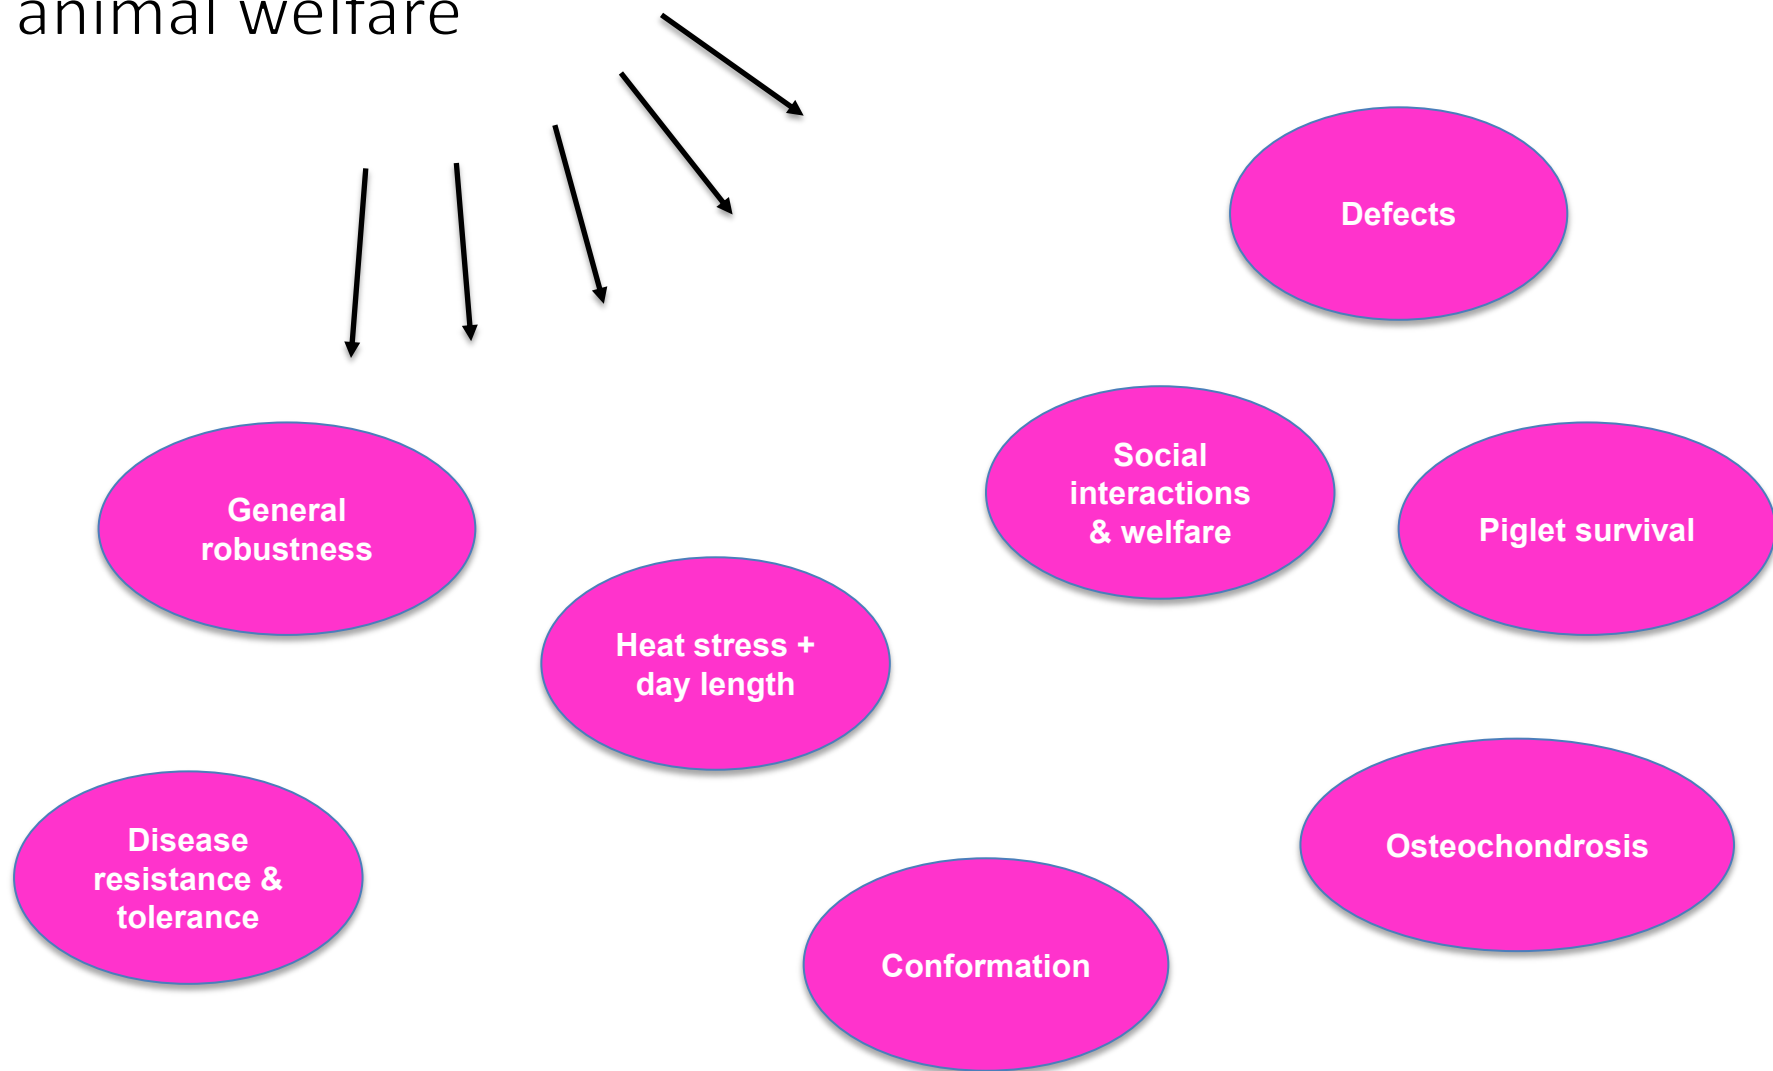 animal welfare
Defects
Social
interactions
& welfare
General
robustness
Piglet survival
Heat stress +
day length
Disease
resistance &
tolerance
Osteochondrosis
Conformation